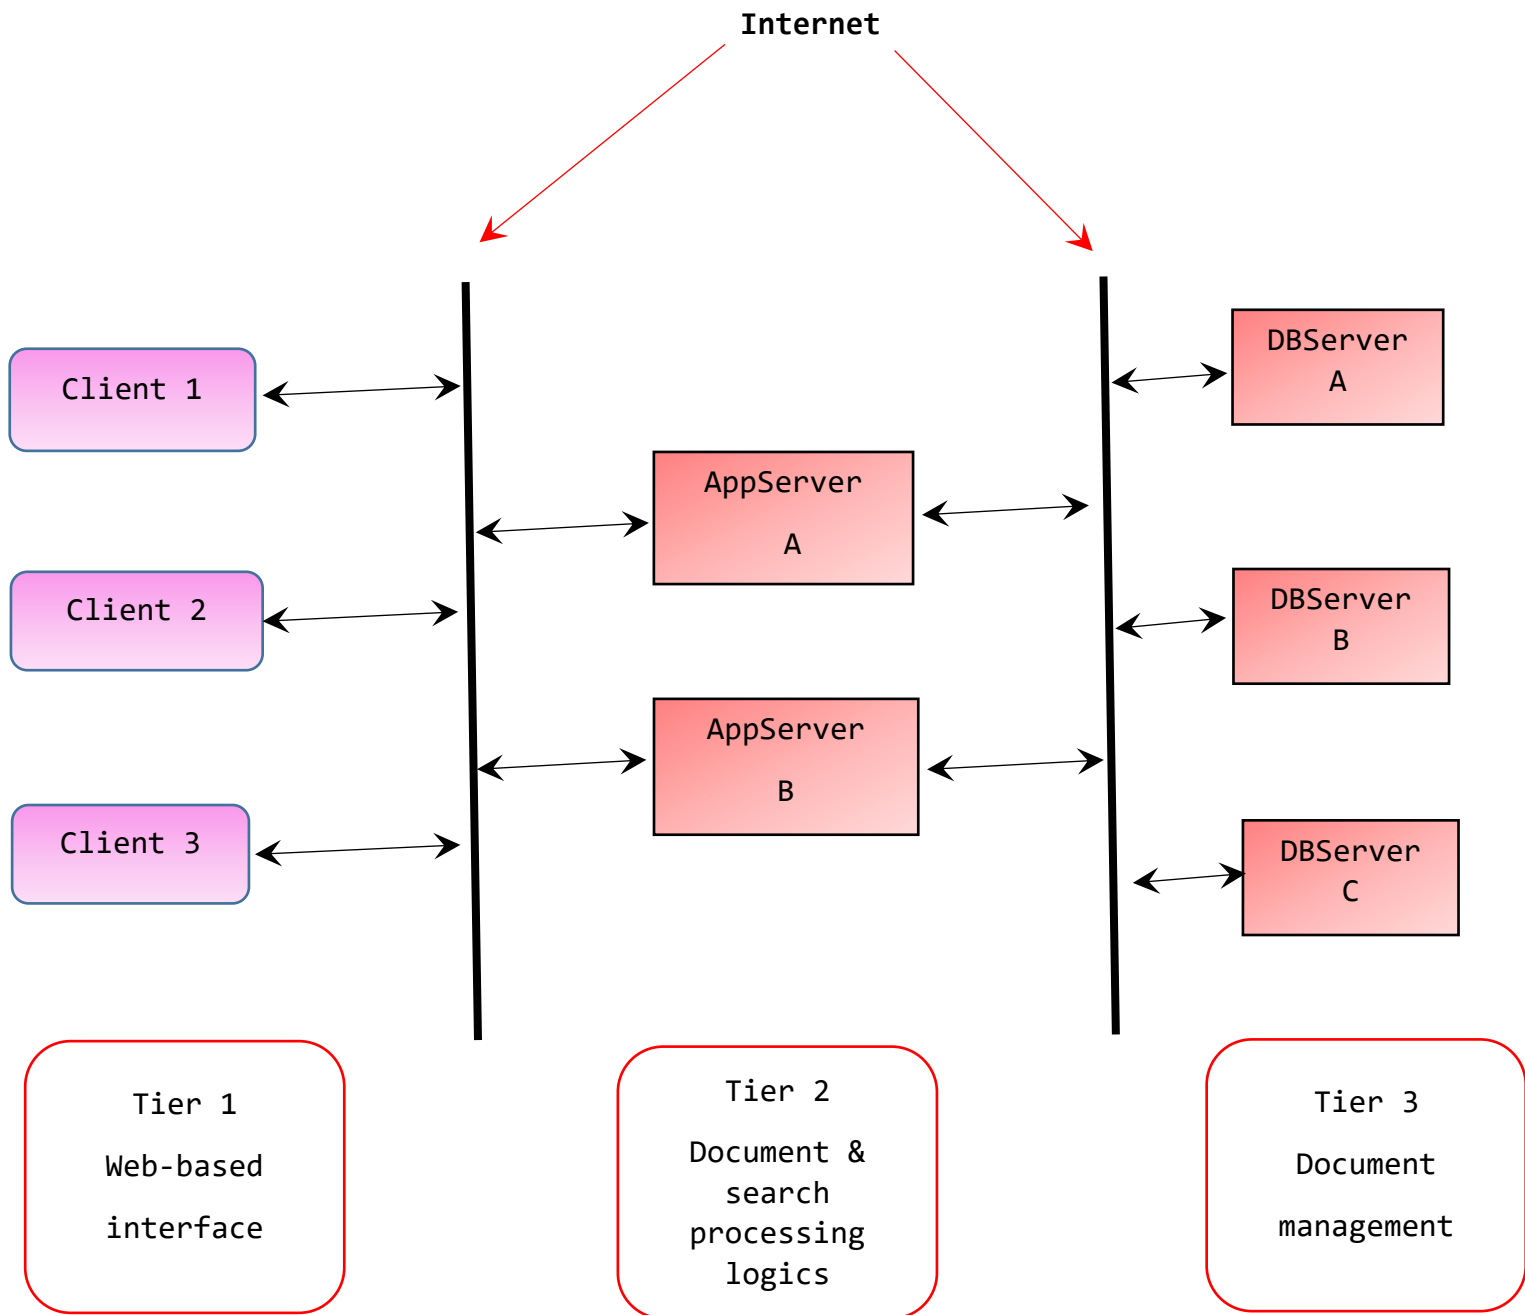 Internet
Client 1
Client 2
Client 3
AppServer
A
AppServer
B
DBServer
A
DBServer
B
DBServer
C
Tier 1
Web-based
interface
Tier 2
Document &
search
processing
logics
Tier 3
Document
management